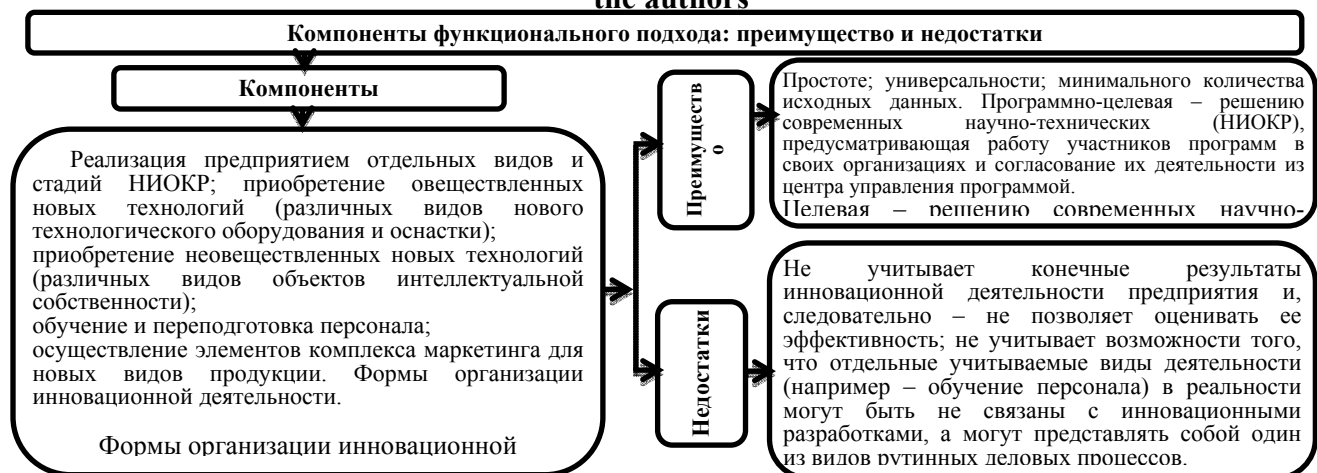 the authors
Компоненты функционального подхода: преимущество и недостатки
Компоненты
Реализация предприятием отдельных видов и
стадий НИОКР; приобретение овеществленных
новых технологий (различных видов нового
технологического оборудования и оснастки);
приобретение неовеществленных новых технологий
(различных видов объектов интеллектуальной
собственности);
обучение и переподготовка персонала;
осуществление элементов комплекса маркетинга для
новых видов продукции. Формы организации
инновационной деятельности.
Формы организации инновационной
Преимуществ
о
Простоте; универсальности; минимального количества
исходных данных. Программно-целевая – решению
современных научно-технических (НИОКР),
предусматривающая работу участников программ в
своих организациях и согласование их деятельности из
центра управления программой.
Целевая – решению современных научно-
Недостатки
Не учитывает конечные результаты
инновационной деятельности предприятия и,
следовательно – не позволяет оценивать ее
эффективность; не учитывает возможности того,
что отдельные учитываемые виды деятельности
(например – обучение персонала) в реальности
могут быть не связаны с инновационными
разработками, а могут представлять собой один
из видов рутинных деловых процессов.